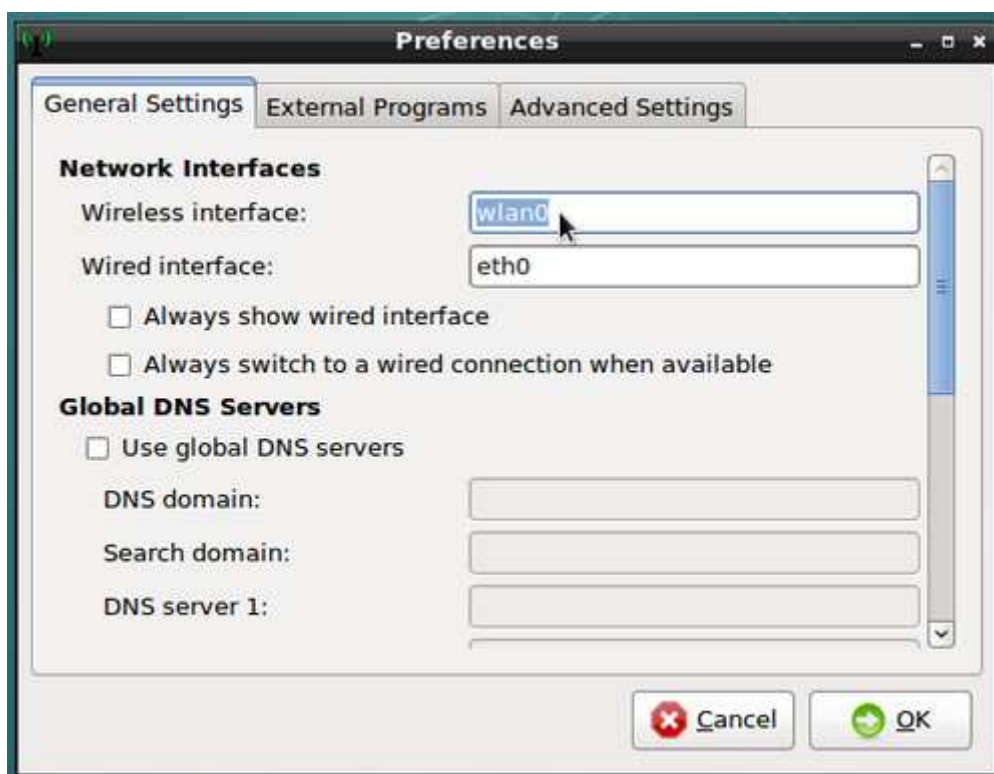 Preferences
General Settings External Programs Advanced Settings
Network Interfaces
Wireless interface: wlan0
Wired interface: eth0
Always show wired interface
Always switch to a wired connection when available
Global DNS Servers
Use global DNS servers
DNS domain:
Search domain:
DNS server 1:
Cancel OK